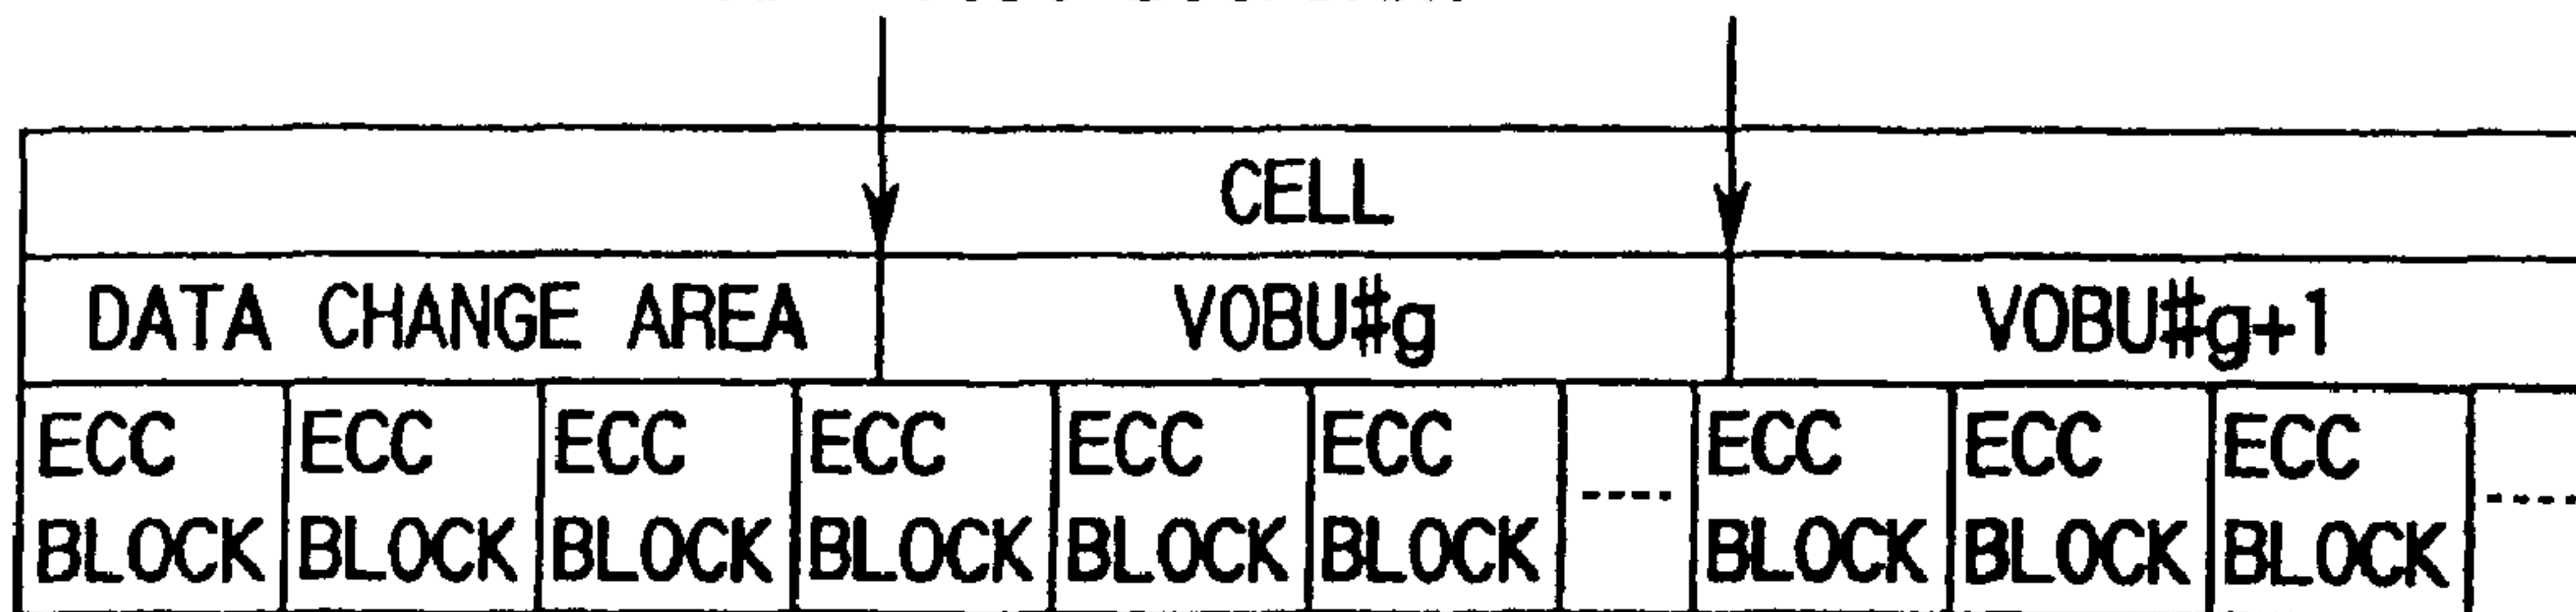 CELL
DATA CHANGE AREA VOBU#g VOBU#g+1
ECC ECC ECC ECC ECC ECC ECC ECC ECC
BLOCK BLOCK BLOCK BLOCK BLOCK BLOCK ---- BLOCK BLOCK BLOCK ----